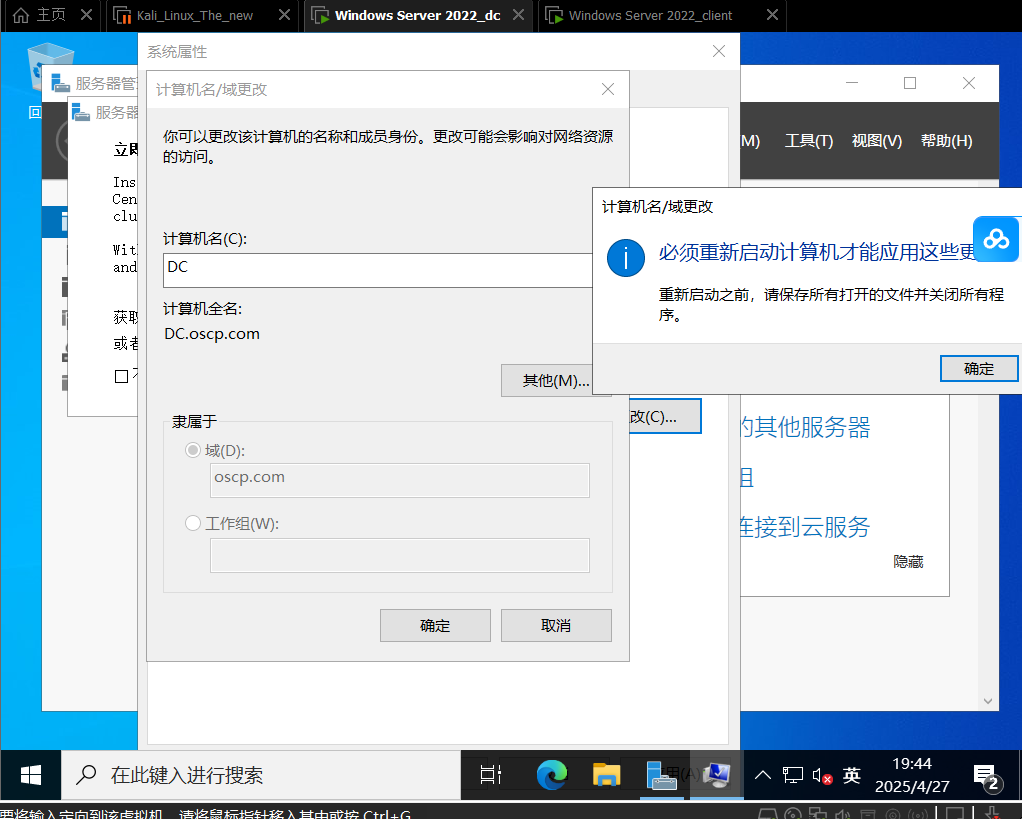 主页
Kali_Linux_The_new
Windows Server 2022_dc
Windows Server 2022_client
系统属性
服务器管
计算机名/域更改
服务器
你可以更改该计算机的名称和成员身份。更改可能会影响对网络资源
的访问。
立即
Ins
Cen
clu
Wit
and
获取
或者
计算机名(C):
DC
计算机全名:
DC.oscp.com
其他(M)...
隶属于
域(D):
oscp.com
工作组(W):
确定
取消
改(C)...
M)
工具(T)
视图(V)
帮助(H)
计算机名/域更改
必须重新启动计算机才能应用这些更
重新启动之前，请保存所有打开的文件并关闭所有程
序。
确定
的其他服务器
组
连接到云服务
隐藏
在此键入进行搜索
用(A)
英
19:44
2025/4/27
2
要将输入定向到该虚拟机，请将鼠标指针移入其中或按 Ctrl+G